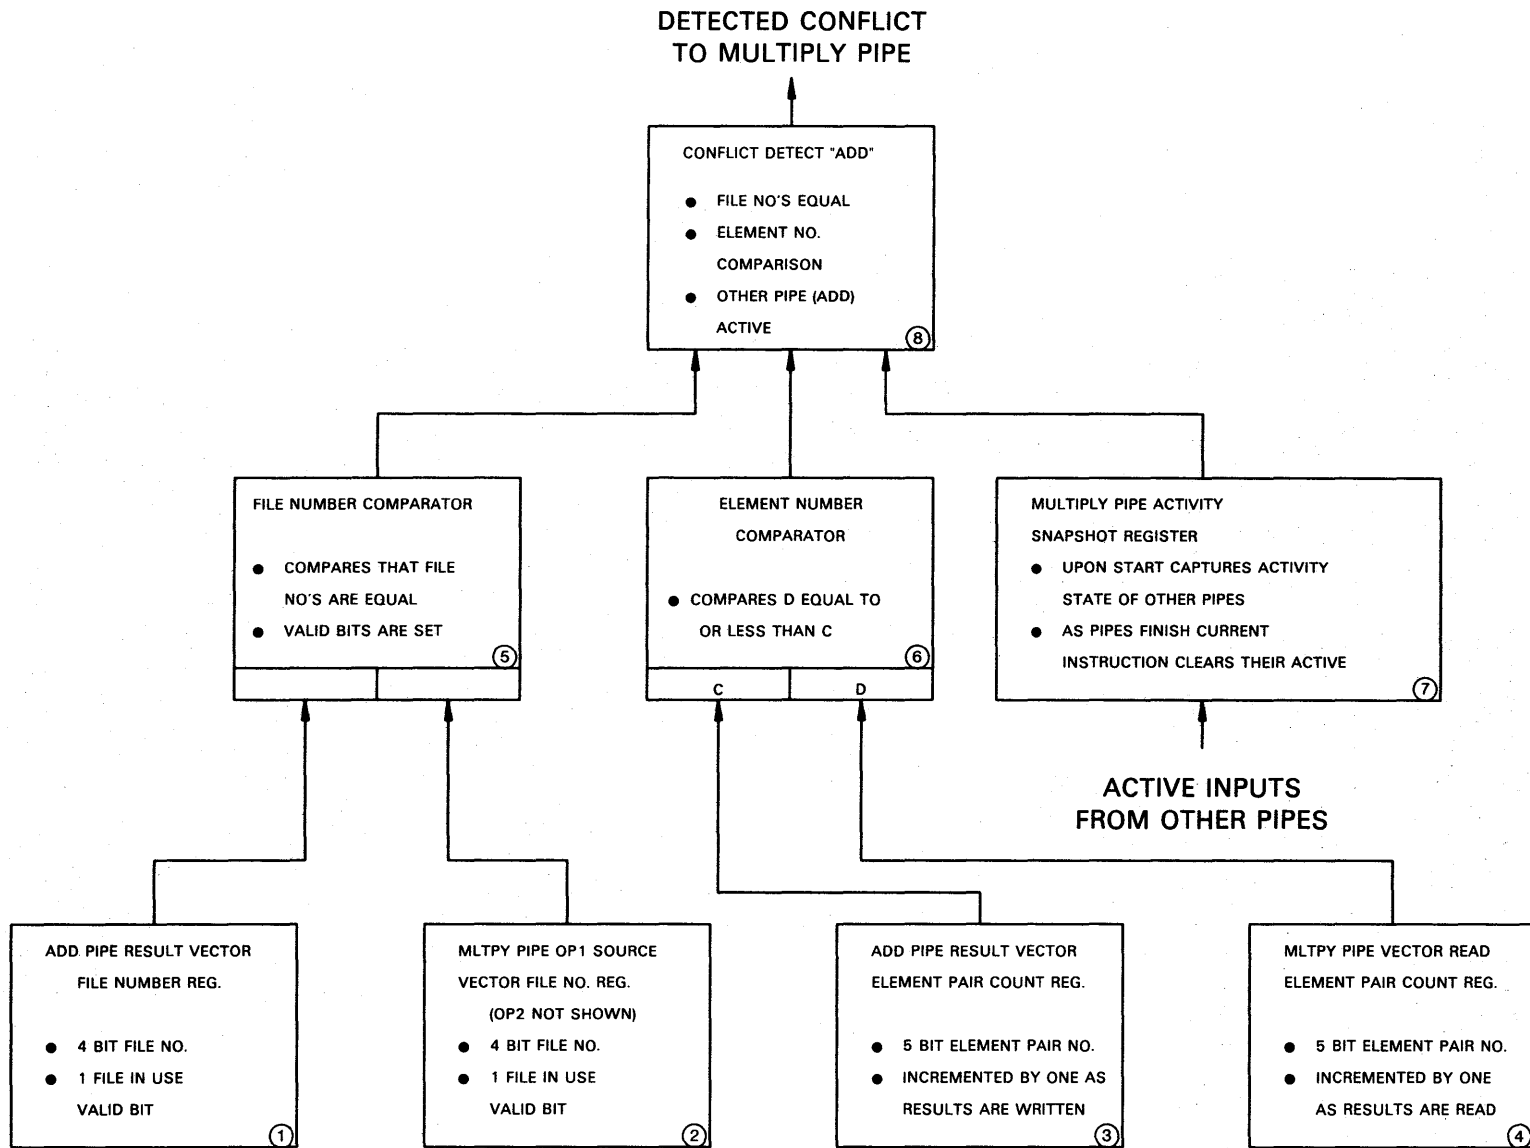 DETECTED CONFLICT
TO MULTIPLY PIPE
CONFLICT DETECT "ADD"
● FILE NO'S EQUAL
● ELEMENT NO.
COMPARISON
● OTHER PIPE (ADD)
ACTIVE
8
FILE NUMBER COMPARATOR
● COMPARES THAT FILE
NO'S ARE EQUAL
● VALID BITS ARE SET
5
ELEMENT NUMBER
COMPARATOR
● COMPARES D EQUAL TO
OR LESS THAN C
6
C
D
MULTIPLY PIPE ACTIVITY
SNAPSHOT REGISTER
● UPON START CAPTURES ACTIVITY
STATE OF OTHER PIPES
● AS PIPES FINISH CURRENT
INSTRUCTION CLEARS THEIR ACTIVE
7
ACTIVE INPUTS
FROM OTHER PIPES
ADD PIPE RESULT VECTOR
FILE NUMBER REG.
● 4 BIT FILE NO.
● 1 FILE IN USE
VALID BIT
1
MLTPY PIPE OP1 SOURCE
VECTOR FILE NO. REG.
(OP2 NOT SHOWN)
● 4 BIT FILE NO.
● 1 FILE IN USE
VALID BIT
2
ADD PIPE RESULT VECTOR
ELEMENT PAIR COUNT REG.
● 5 BIT ELEMENT PAIR NO.
● INCREMENTED BY ONE AS
RESULTS ARE WRITTEN
3
MLTPY PIPE VECTOR READ
ELEMENT PAIR COUNT REG.
● 5 BIT ELEMENT PAIR NO.
● INCREMENTED BY ONE
AS RESULTS ARE READ
4